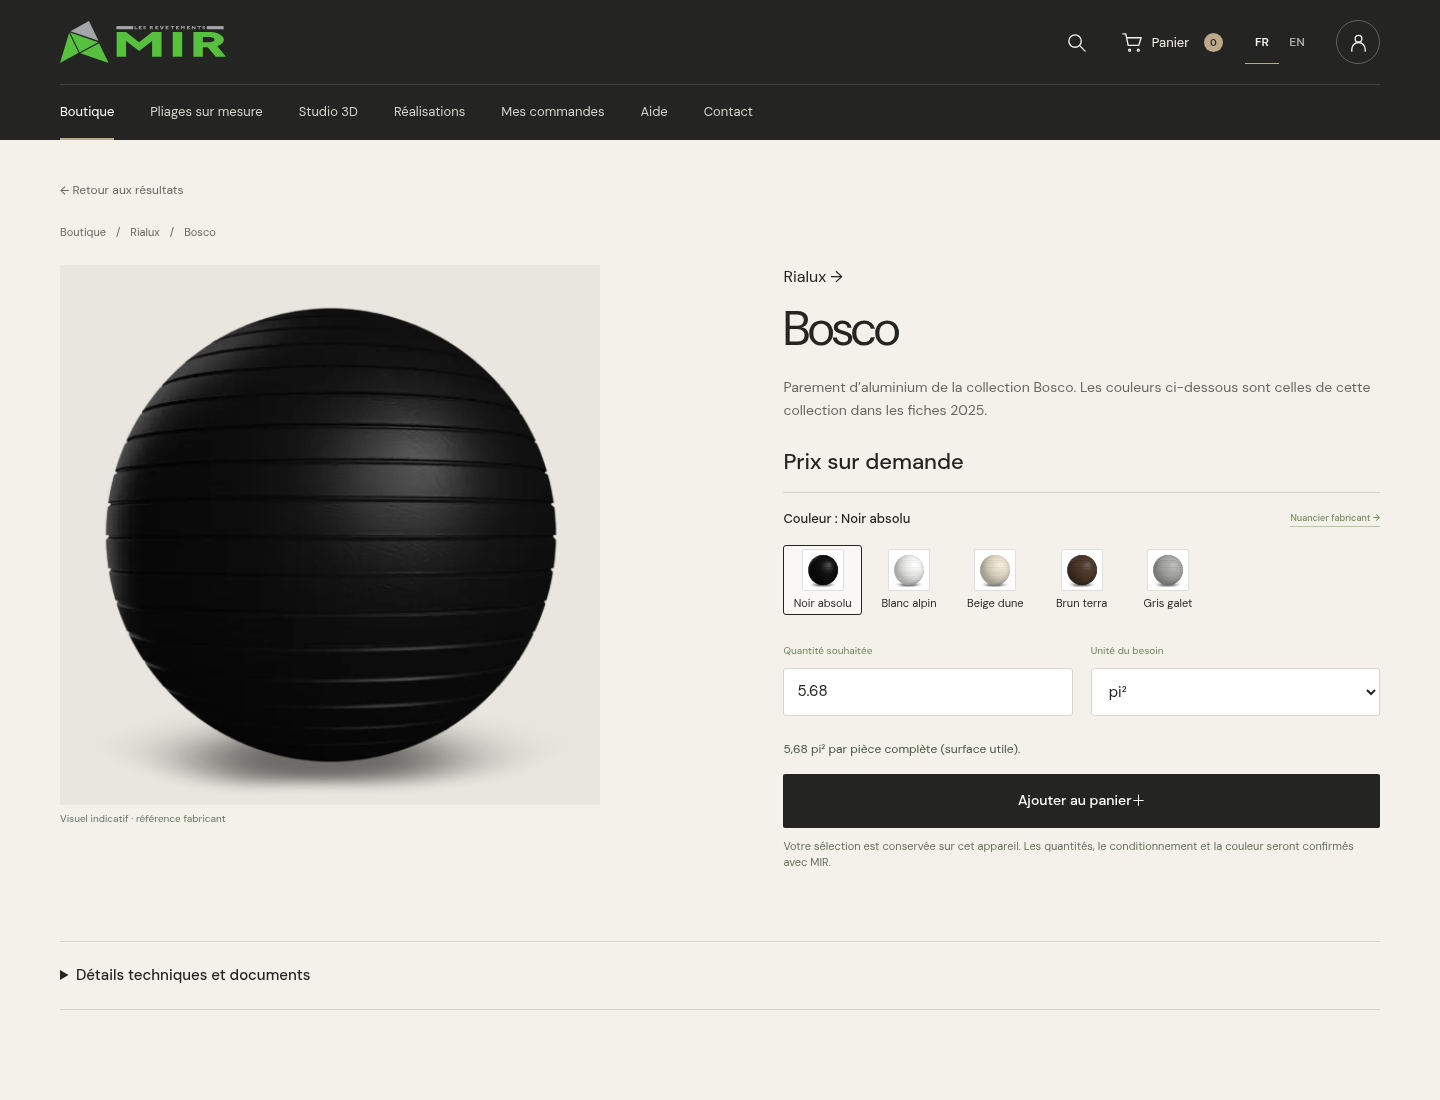 LES REVÊTEMENTS
MIR
Panier 0 FR EN
Boutique Pliages sur mesure Studio 3D Réalisations Mes commandes Aide Contact
← Retour aux résultats
Boutique / Rialux / Bosco
Rialux →
Bosco
Parement d’aluminium de la collection Bosco. Les couleurs ci-dessous sont celles de cette
collection dans les fiches 2025.
Prix sur demande
Couleur : Noir absolu
Nuancier fabricant →
Noir absolu Blanc alpin Beige dune Brun terra Gris galet
Quantité souhaitée Unité du besoin
5.68 pi²
5,68 pi² par pièce complète (surface utile).
Ajouter au panier+
Votre sélection est conservée sur cet appareil. Les quantités, le conditionnement et la couleur seront confirmés
avec MIR.
Visuel indicatif · référence fabricant
Détails techniques et documents